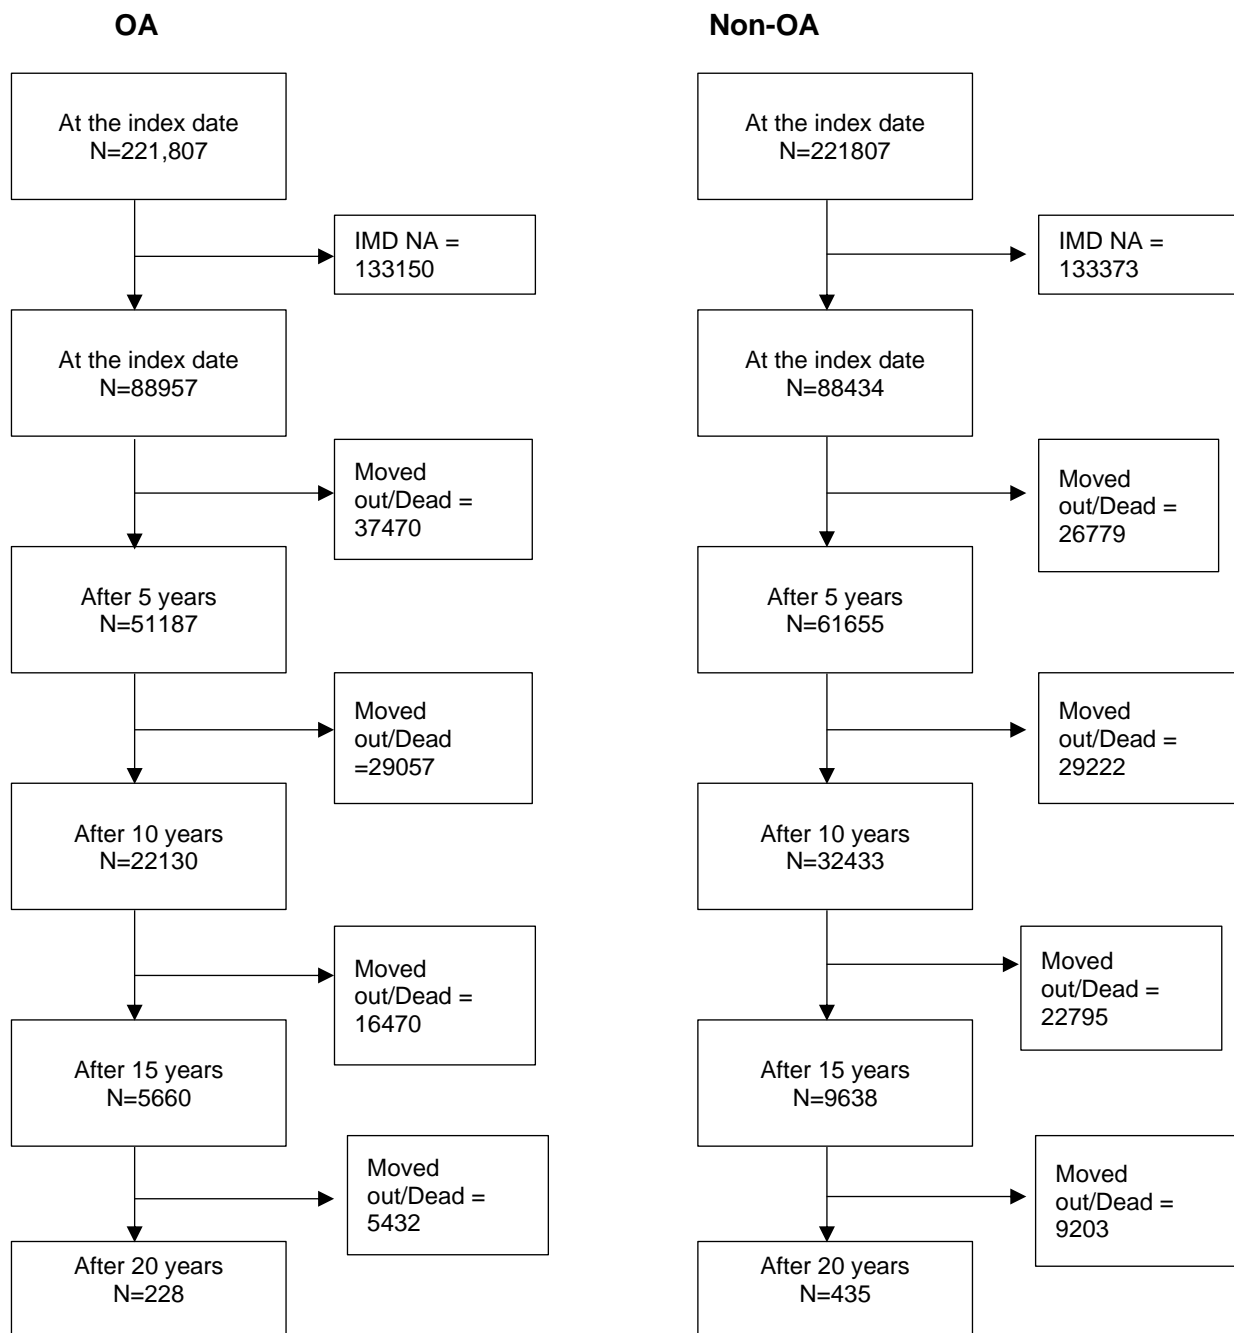 OA
At the index date
N=221,807
IMD NA =
133150
At the index date
N=88957
Moved
out/Dead =
37470
After 5 years
N=51187
Moved
out/Dead
=29057
After 10 years
N=22130
Moved
out/Dead =
16470
After 15 years
N=5660
Moved
out/Dead =
5432
After 20 years
N=228
Non-OA
At the index date
N=221807
IMD NA =
133373
At the index date
N=88434
Moved
out/Dead =
26779
After 5 years
N=61655
Moved
out/Dead =
29222
After 10 years
N=32433
Moved
out/Dead =
22795
After 15 years
N=9638
Moved
out/Dead =
9203
After 20 years
N=435